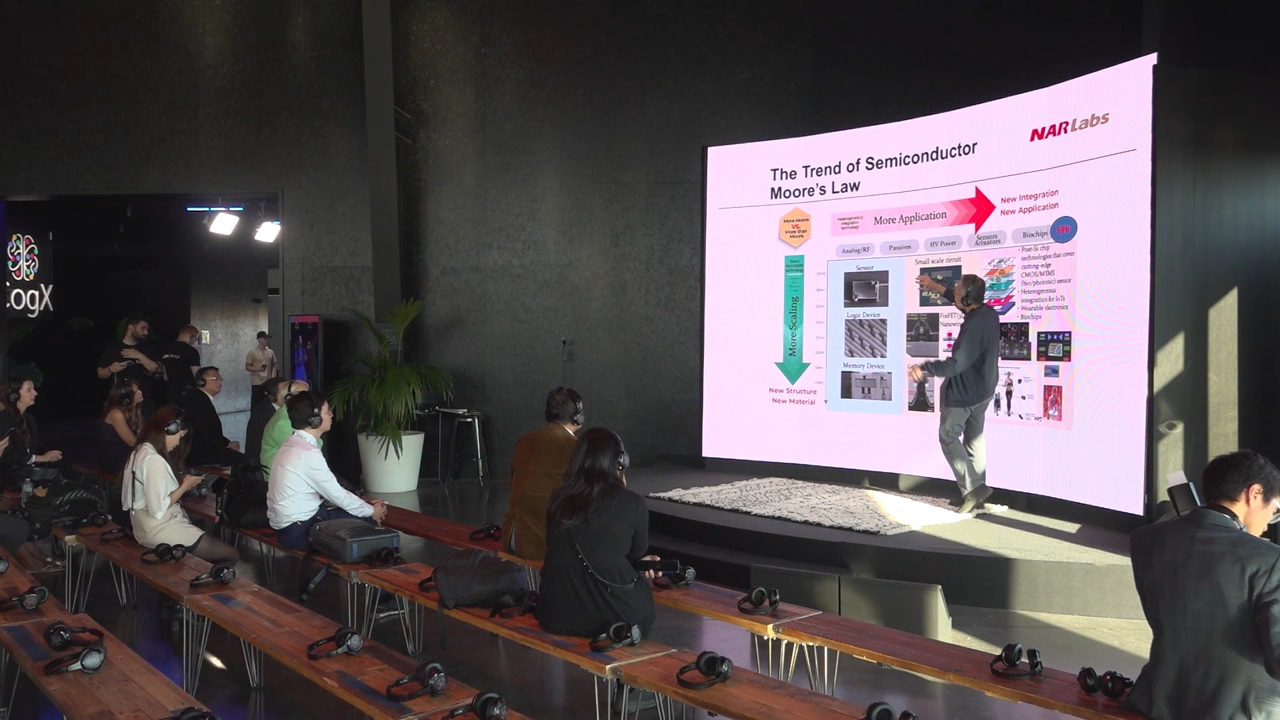 NARLabs
The Trend of Semiconductor
Moore's Law
More Moore
VS.
More than
Moore
Heterogeneous
Integration
technology
More Application
New Integration
New Application
Analog/RF
Passives
HV Power
Sensors
Actuators
Biochips
More Scaling
Sensor
Small scale circuit
Logic Device
Memory Device
• Post-Si chip
technologies that cover
cutting-edge
CMOS/MEMS
(bio/photonic) sensor
• Heterogeneous
integration for IoTs
• Wearable electronics
• Biochips
New Structure
New Material
ogX